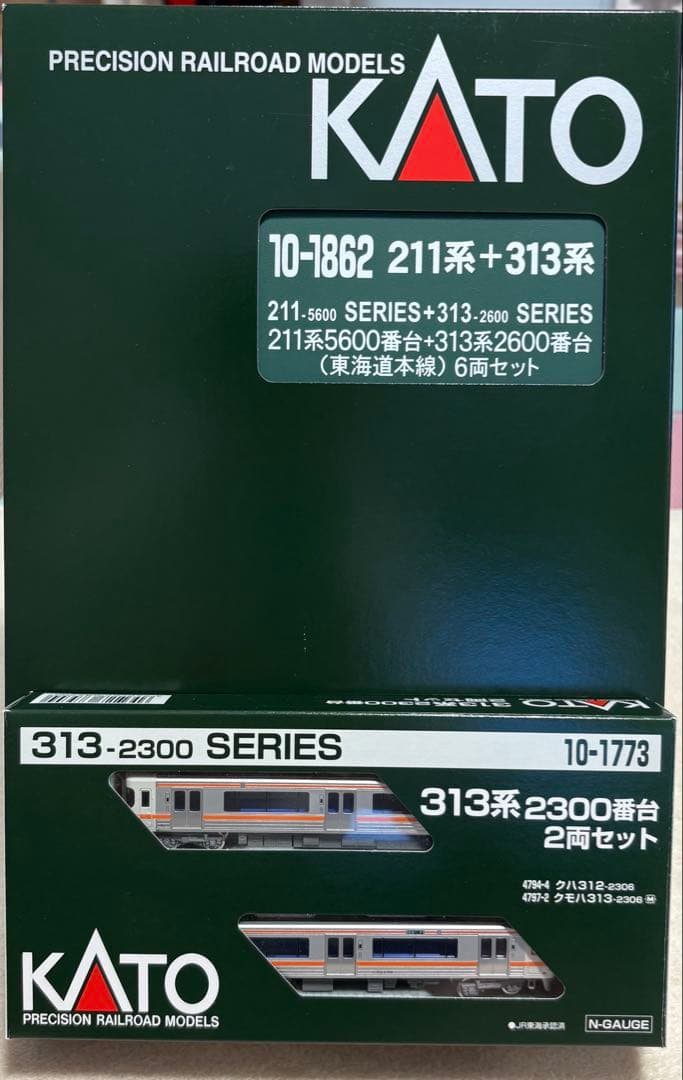 PRECISION RAILROAD MODELS
KATO
10-1862 211系+313系
211-5600 SERIES+313-2600 SERIES
211系5600番台+313系2600番台
(東海道本線) 6両セット
KATO
313-2300 SERIES 10-1773
313系2300番台
2両セット
4794-4 クハ312-2306
4797-2 クモハ313-2306 M
KATO
PRECISION RAILROAD MODELS
●JR東海承認済
N-GAUGE